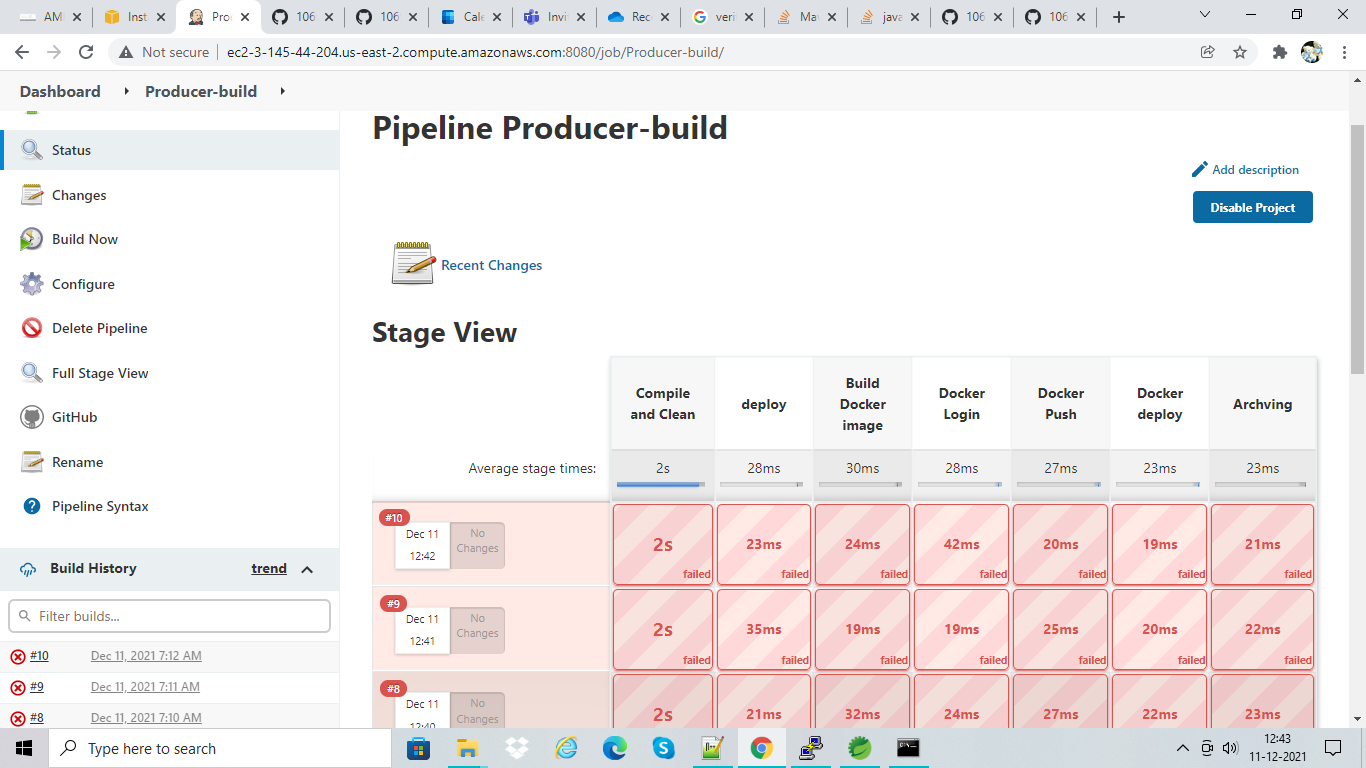 AMI
Inst
Pro
106
106
Cale
Invit
Rec
veri
Mav
java
106
106
Not secure
ec2-3-145-44-204.us-east-2.compute.amazonaws.com:8080/job/Producer-build/
Dashboard
Producer-build
Status
Changes
Build Now
Configure
Delete Pipeline
Full Stage View
GitHub
Rename
Pipeline Syntax
Build History
trend
Filter builds...
#10 Dec 11, 2021 7:12 AM
#9 Dec 11, 2021 7:11 AM
#8 Dec 11, 2021 7:10 AM
Pipeline Producer-build
Add description
Disable Project
Recent Changes
Stage View
Compile and Clean
deploy
Build Docker image
Docker Login
Docker Push
Docker deploy
Archving
Average stage times:
2s 28ms 30ms 28ms 27ms 23ms 23ms
#10
Dec 11
12:42
No Changes
2s 23ms 24ms 42ms 20ms 19ms 21ms
failed failed failed failed failed failed failed
#9
Dec 11
12:41
No Changes
2s 35ms 19ms 19ms 25ms 20ms 22ms
failed failed failed failed failed failed failed
#8
Dec 11
12:40
No Changes
2s 21ms 32ms 24ms 27ms 22ms 23ms
Type here to search
12:43
11-12-2021